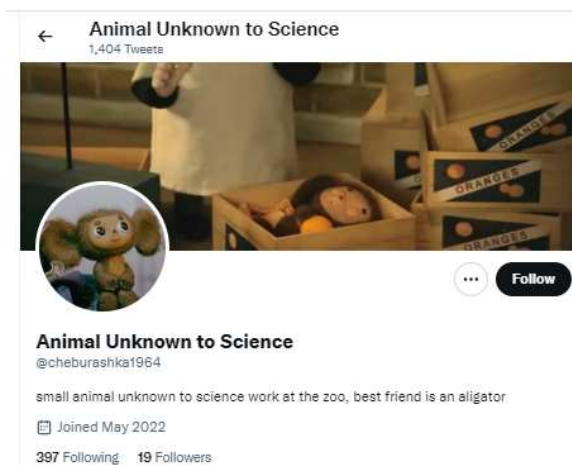 Animal Unknown to Science
1,404 Tweets
ORANGES
ORANGES
ORANGES
Follow
Animal Unknown to Science
@cheburashka1964
small animal unknown to science work at the zoo, best friend is an aligator
Joined May 2022
397 Following 19 Followers